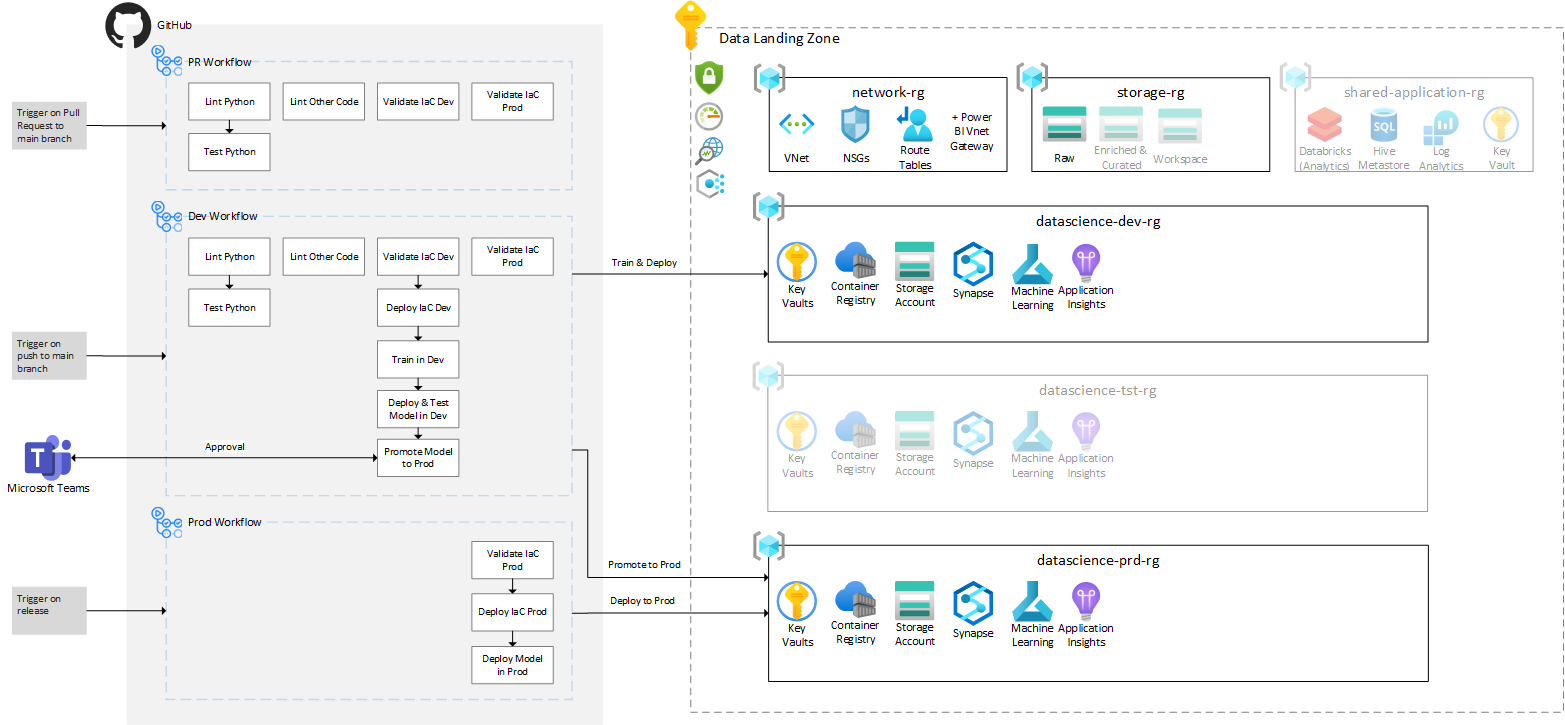 GitHub
PR Workflow
Lint Python
Lint Other Code
Validate IaC Dev
Validate IaC
Prod
Test Python
Trigger on Pull
Request to
main branch
Dev Workflow
Lint Python
Lint Other Code
Validate IaC Dev
Validate IaC
Prod
Test Python
Deploy IaC Dev
Train in Dev
Deploy & Test
Model in Dev
Promote Model
to Prod
Trigger on
push to main
branch
Approval
T
Microsoft Teams
Prod Workflow
Validate IaC
Prod
Deploy IaC Prod
Deploy Model
in Prod
Trigger on
release
Train & Deploy
Promote to Prod
Deploy to Prod
Data Landing Zone
network-rg
VNet
NSGs
Route
Tables
+ Power
BI Vnet
Gateway
storage-rg
Raw
Enriched &
Curated
Workspace
shared-application-rg
Databricks
(Analytics)
SQL
Hive
Metastore
Log
Analytics
Key
Vault
datascience-dev-rg
Key
Vaults
Container
Registry
Storage
Account
Synapse
Machine
Learning
Application
Insights
datascience-tst-rg
Key
Vaults
Container
Registry
Storage
Account
Synapse
Machine
Learning
Application
Insights
datascience-prd-rg
Key
Vaults
Container
Registry
Storage
Account
Synapse
Machine
Learning
Application
Insights